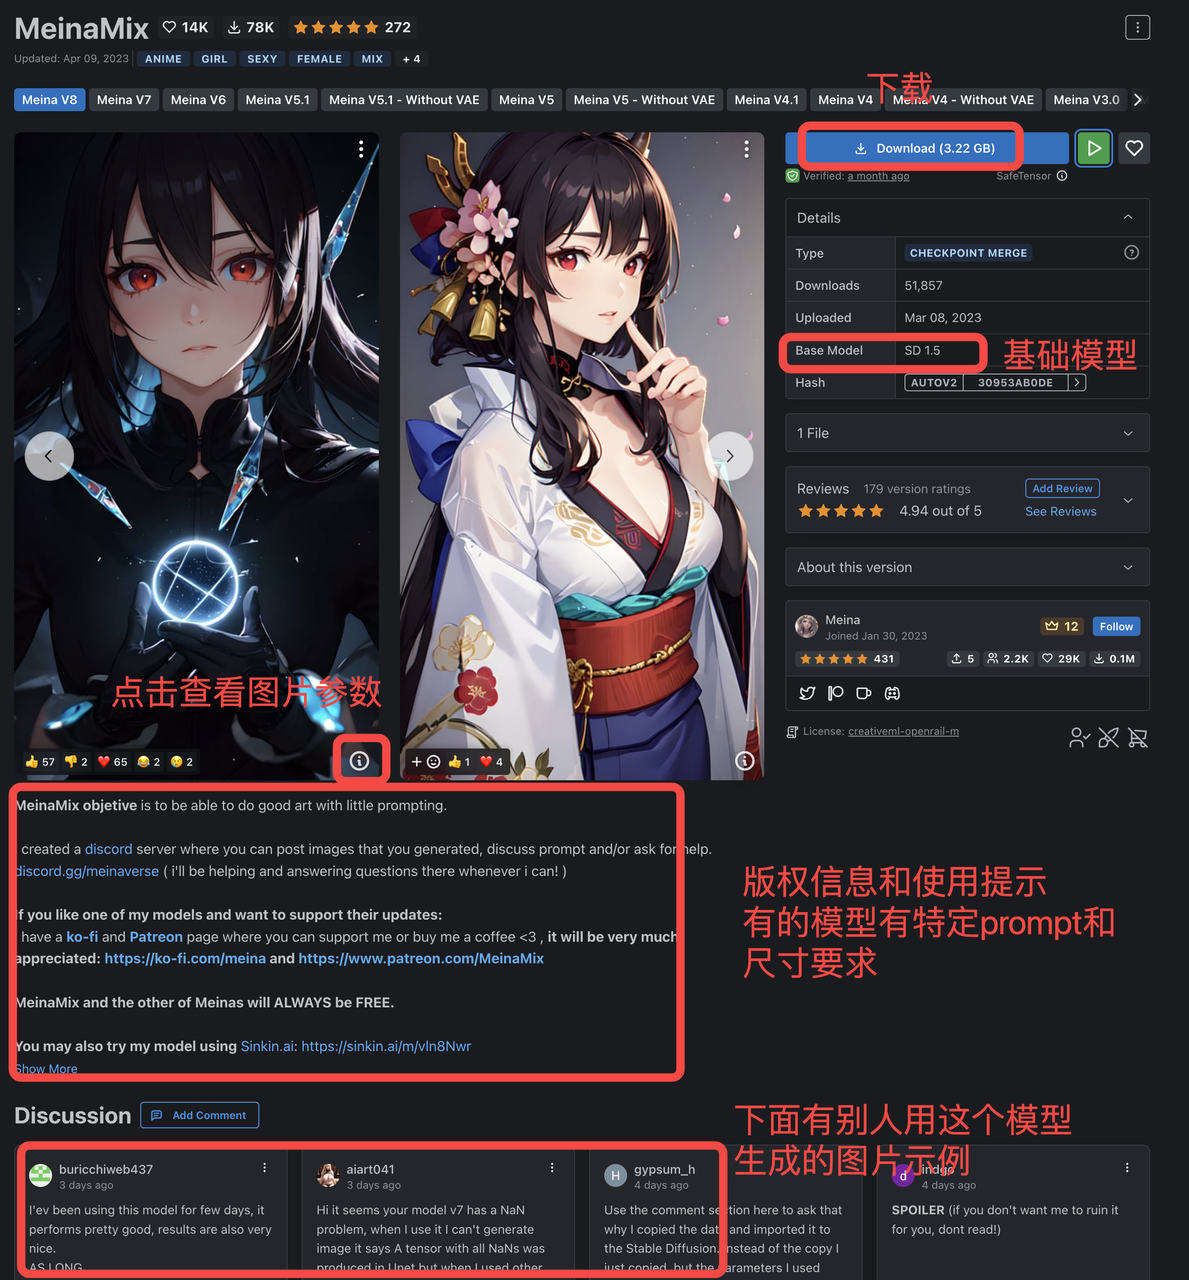 MeinaMix 14K 78K 272
Updated: Apr 09, 2023 ANIME GIRL SEXY FEMALE MIX + 4
下载
Meina V8 Meina V7 Meina V6 Meina V5.1 Meina V5.1 - Without VAE Meina V5 Meina V5 - Without VAE Meina V4.1 Meina V4 Meina V4 - Without VAE Meina V3.0
Download (3.22 GB)
Verified: a month ago SafeTensor
Details
Type CHECKPOINT MERGE
Downloads 51,857
Uploaded Mar 08, 2023
Base Model SD 1.5 基础模型
Hash AUTOV2 30953AB0DE
1 File
Reviews 179 version ratings Add Review
4.94 out of 5 See Reviews
About this version
Meina 12 Follow
Joined Jan 30, 2023
431 5 2.2K 29K 0.1M
License: creativeml-openrail-m
点击查看图片参数
57 2 65 2 2
1 4
MeinaMix objetive is to be able to do good art with little prompting.
created a discord server where you can post images that you generated, discuss prompt and/or ask for help.
discord.gg/meinaverse ( i'll be helping and answering questions there whenever i can! )
If you like one of my models and want to support their updates:
have a ko-fi and Patreon page where you can support me or buy me a coffee <3 , it will be very much
appreciated: https://ko-fi.com/meina and https://www.patreon.com/MeinaMix
MeinaMix and the other of Meinas will ALWAYS be FREE.
You may also try my model using Sinkin.ai: https://sinkin.ai/m/vln8Nwr
Show More
版权信息和使用提示
有的模型有特定prompt和
尺寸要求
Discussion Add Comment
下面有别人用这个模型
生成的图片示例
buricchiweb437
3 days ago
I'ev been using this model for few days, it
performs pretty good, results are also very
nice.
AS LONG
aiart041
3 days ago
Hi it seems your model v7 has a NaN
problem, when I use it I can't generate
image it says A tensor with all NaNs was
produced in Unet but when I used other
H gypsum_h
4 days ago
Use the comment section here to ask that
why I copied the data and imported it to
the Stable Diffusion. Instead of the copy I
just copied, but the parameters I used
d indgo
4 days ago
SPOILER (if you don't want me to ruin it
for you, dont read!)